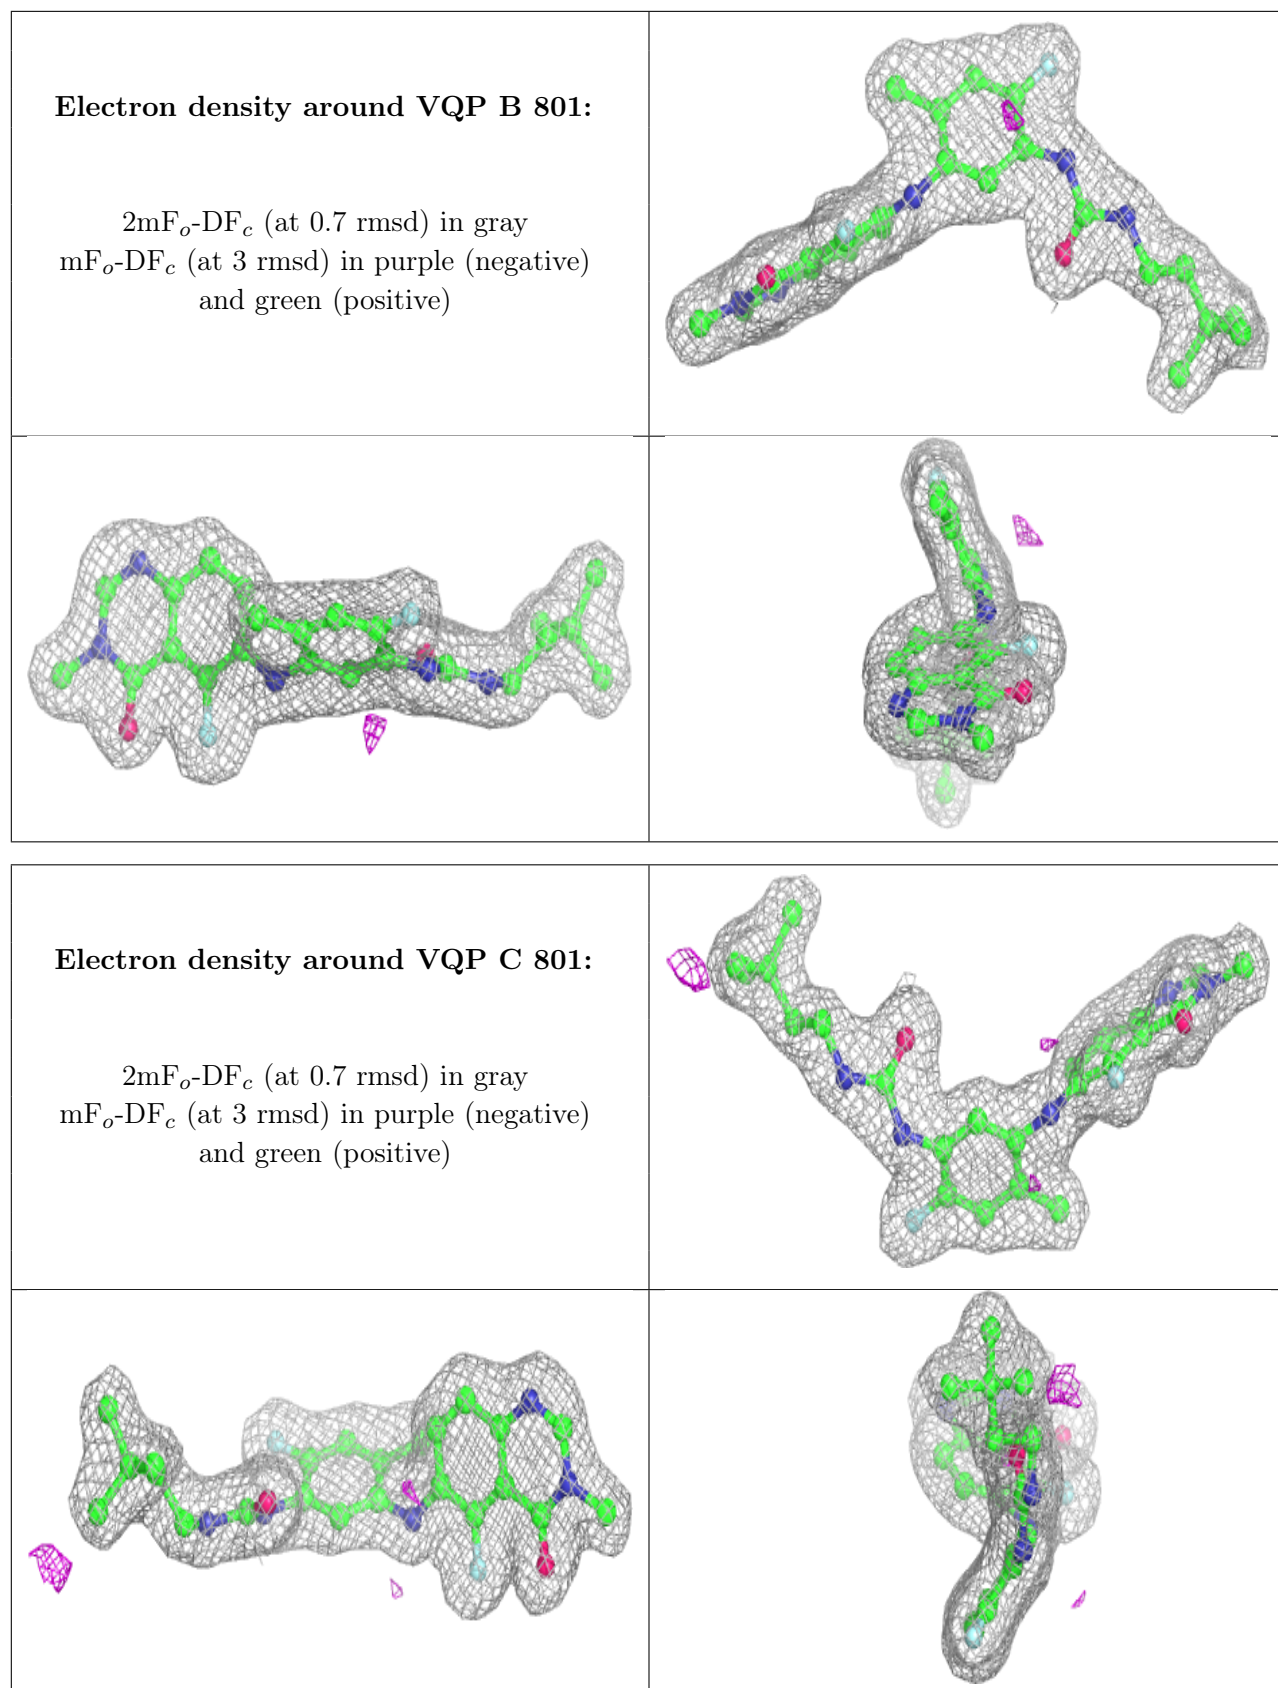 Electron density around VQP B 801:
2mFo-DFc (at 0.7 rmsd) in gray
mFo-DFc (at 3 rmsd) in purple (negative)
and green (positive)
Electron density around VQP C 801:
2mFo-DFc (at 0.7 rmsd) in gray
mFo-DFc (at 3 rmsd) in purple (negative)
and green (positive)